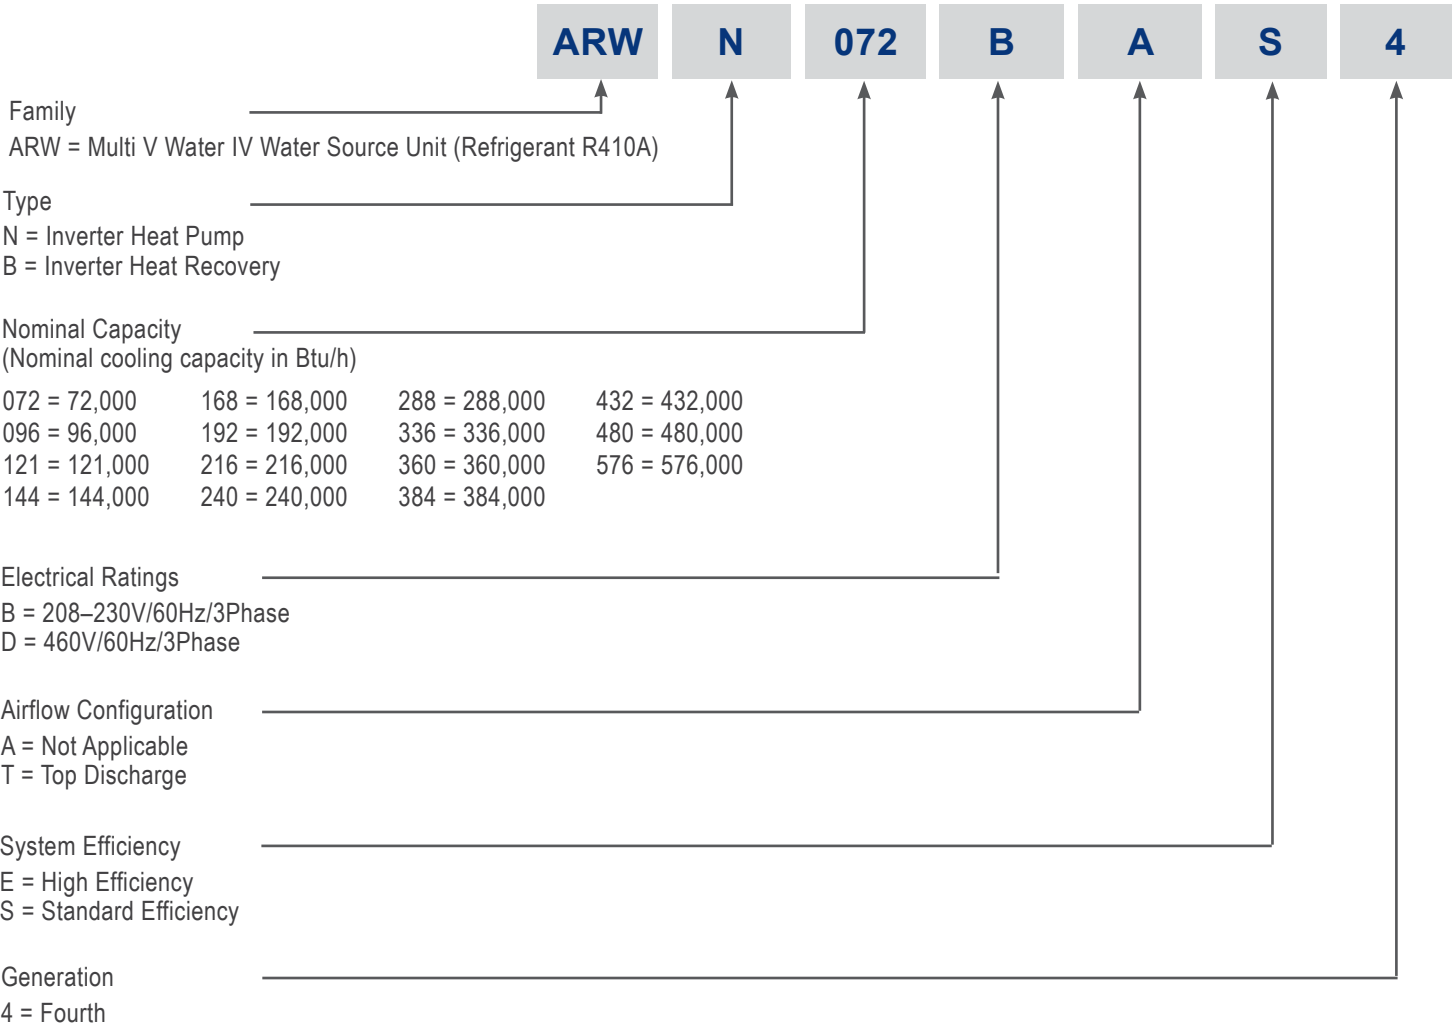 ARW N 072 B A S 4
Family
ARW = Multi V Water IV Water Source Unit (Refrigerant R410A)
Type
N = Inverter Heat Pump
B = Inverter Heat Recovery
Nominal Capacity
(Nominal cooling capacity in Btu/h)
072 = 72,000 168 = 168,000 288 = 288,000 432 = 432,000
096 = 96,000 192 = 192,000 336 = 336,000 480 = 480,000
121 = 121,000 216 = 216,000 360 = 360,000 576 = 576,000
144 = 144,000 240 = 240,000 384 = 384,000
Electrical Ratings
B = 208–230V/60Hz/3Phase
D = 460V/60Hz/3Phase
Airflow Configuration
A = Not Applicable
T = Top Discharge
System Efficiency
E = High Efficiency
S = Standard Efficiency
Generation
4 = Fourth